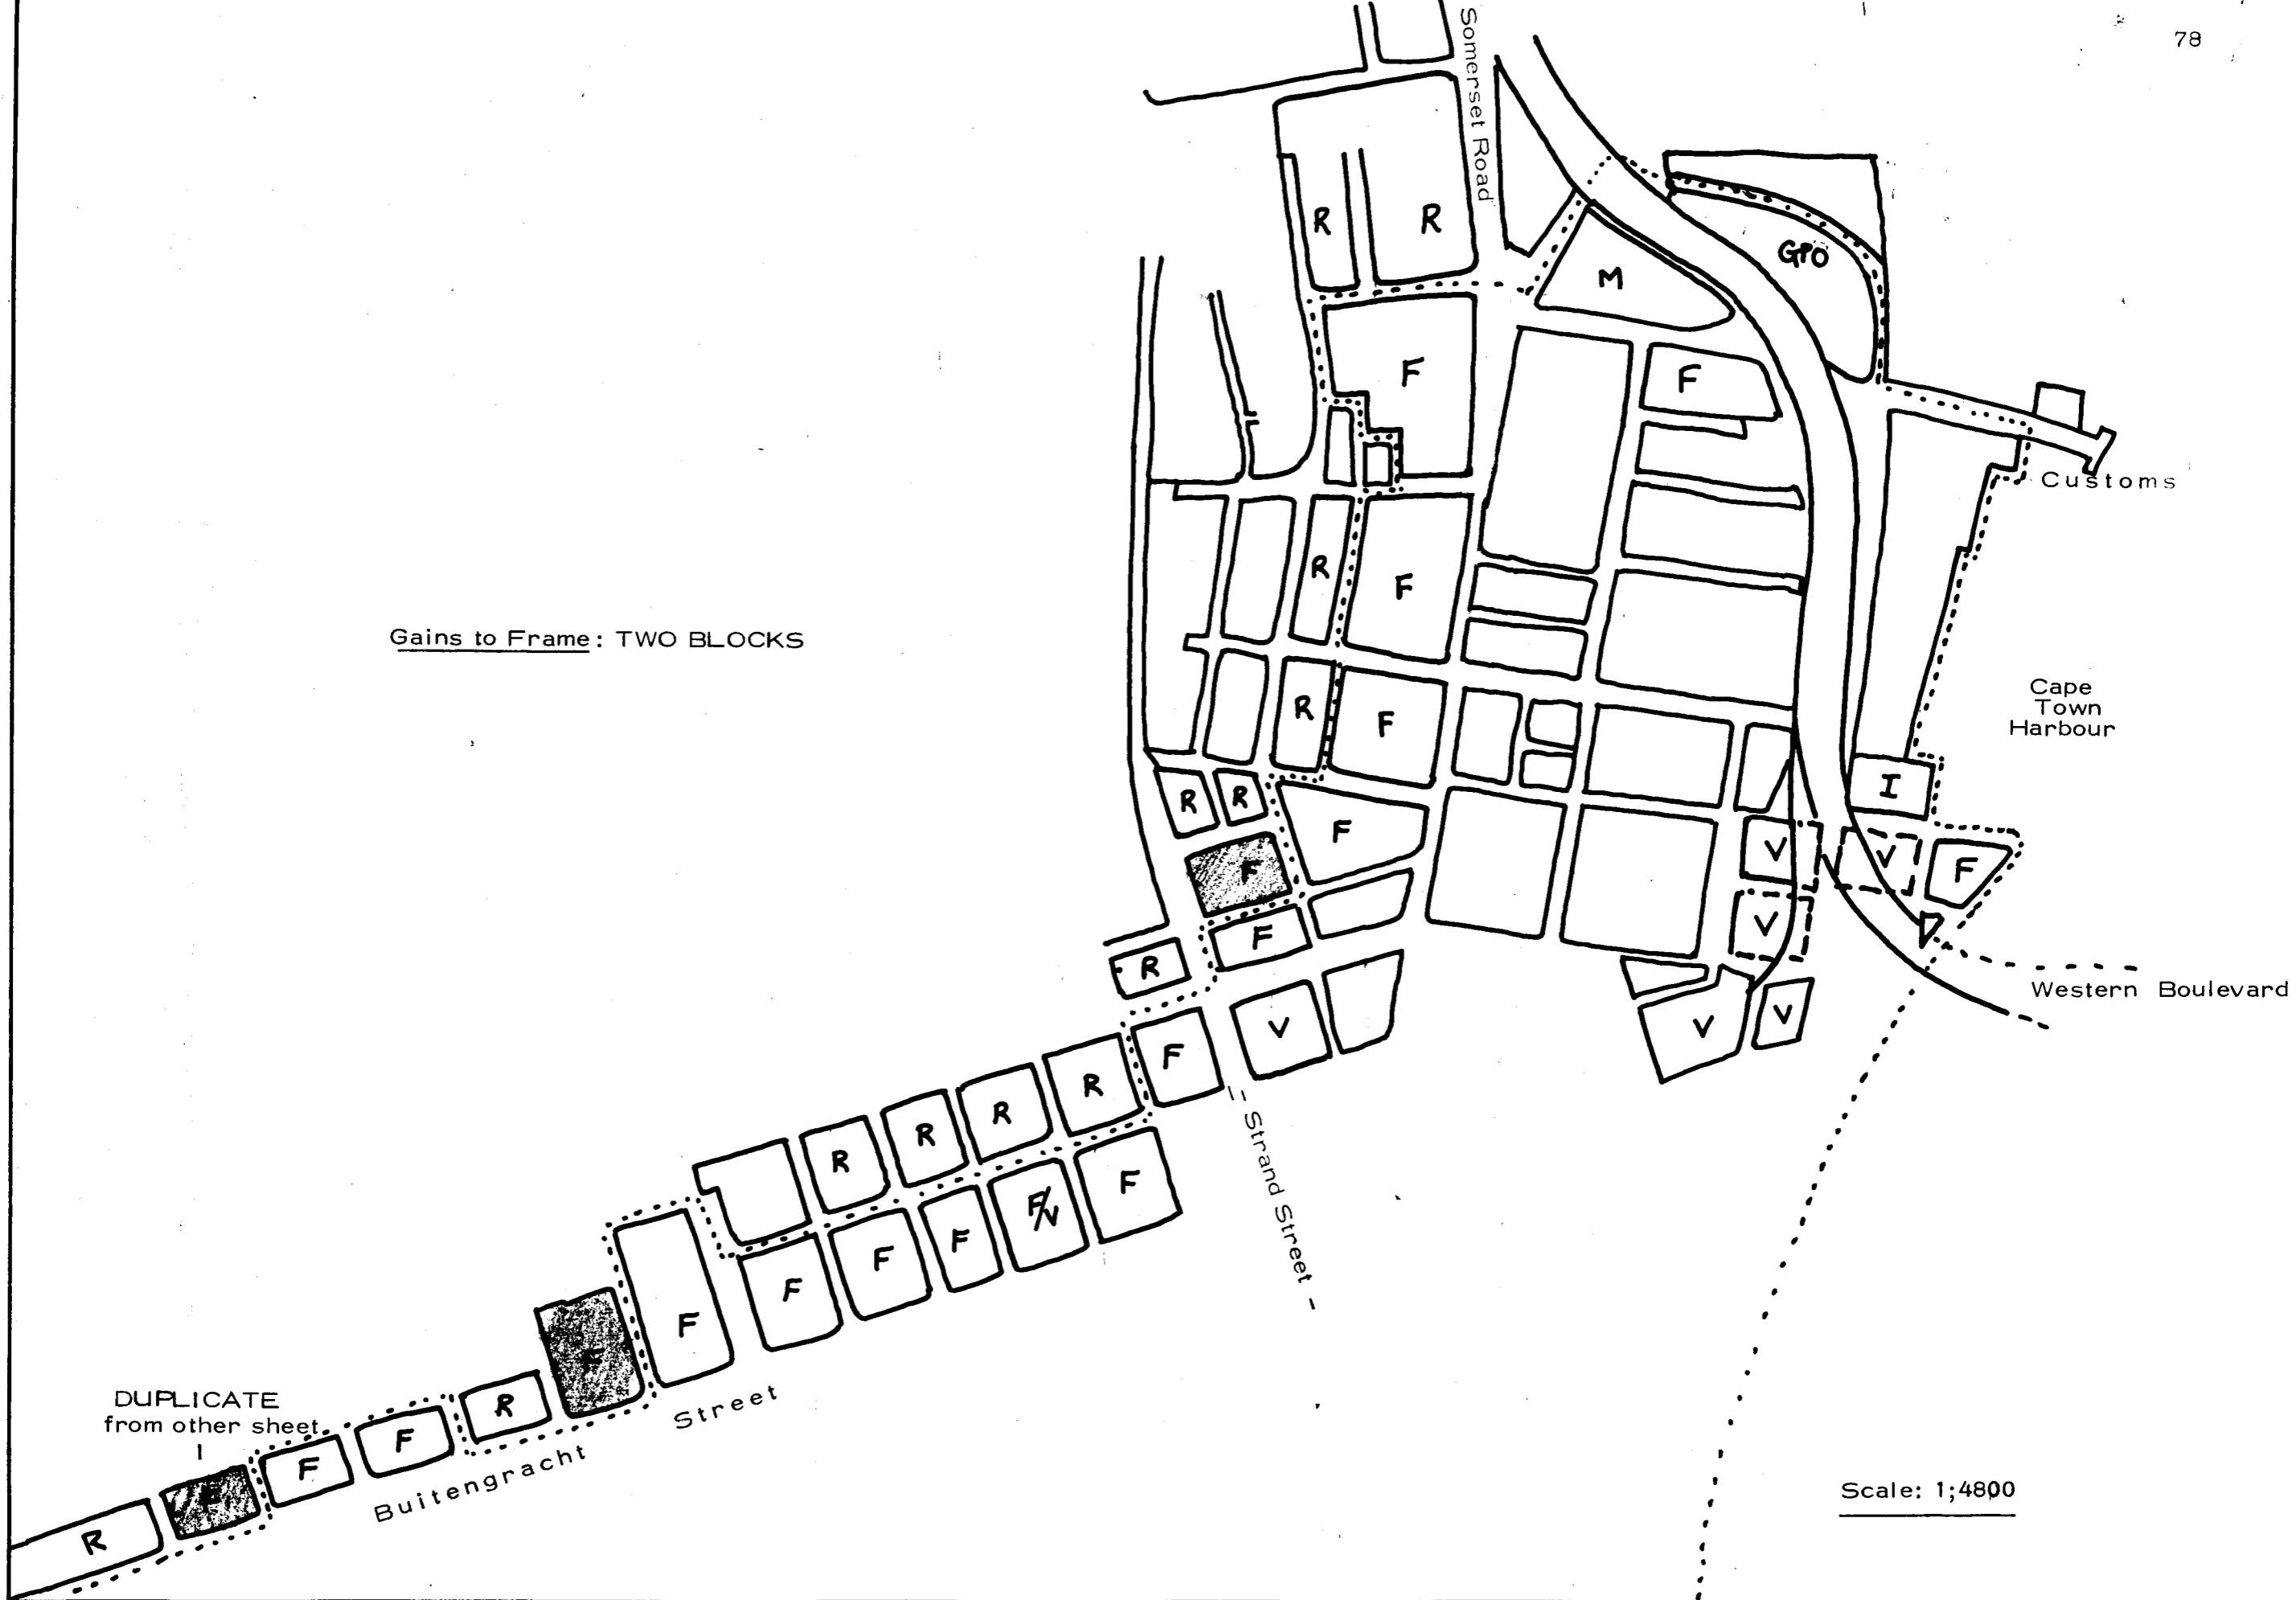 78
Somerset Road
R
R
GPO
M
F
F
Customs
R
F
Gains to Frame: TWO BLOCKS
Cape
Town
Harbour
R
F
I
R
R
F
V
V
F
F
V
F
R
Western Boulevard
V
V
V
F
R
R
R
R
F
F/V
F
F
F
Strand Street
F
F
DUPLICATE
from other sheet
R
Street
F
F
Buitengracht
F
R
Scale: 1;4800